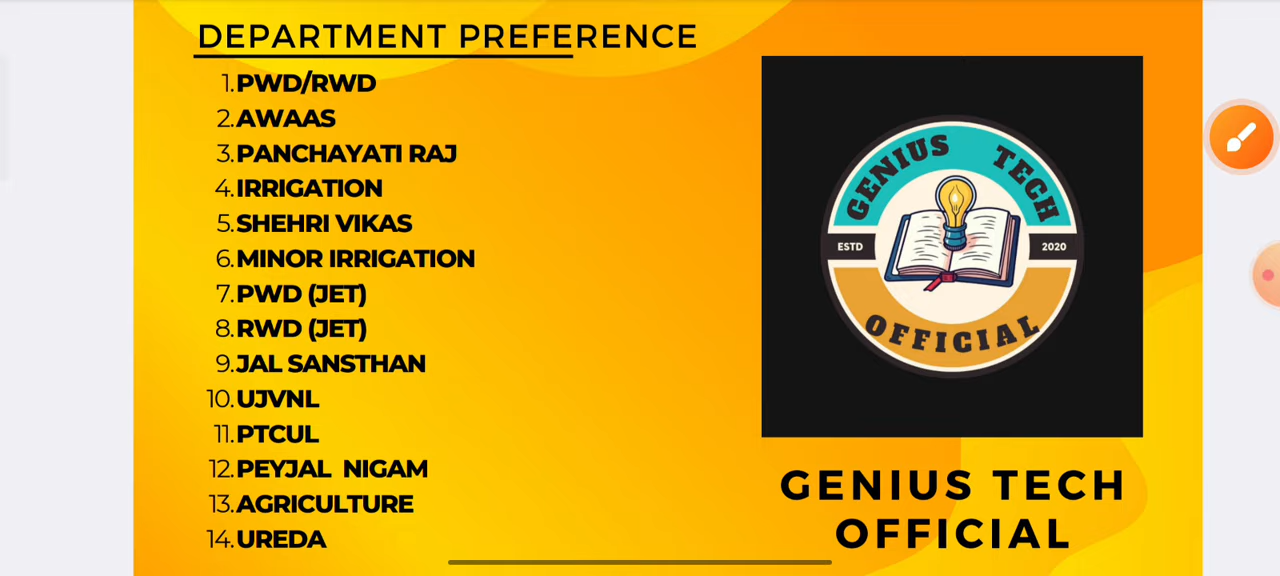 DEPARTMENT PREFERENCE
1. PWD/RWD
2. AWAAS
3. PANCHAYATI RAJ
4. IRRIGATION
5. SHEHRI VIKAS
6. MINOR IRRIGATION
7. PWD (JET)
8. RWD (JET)
9. JAL SANSTHAN
10. UJVNL
11. PTCUL
12. PEYJAL NIGAM
13. AGRICULTURE
14. UREDA
GENIUS TECH
ESTD 2020
OFFICIAL
GENIUS TECH
OFFICIAL